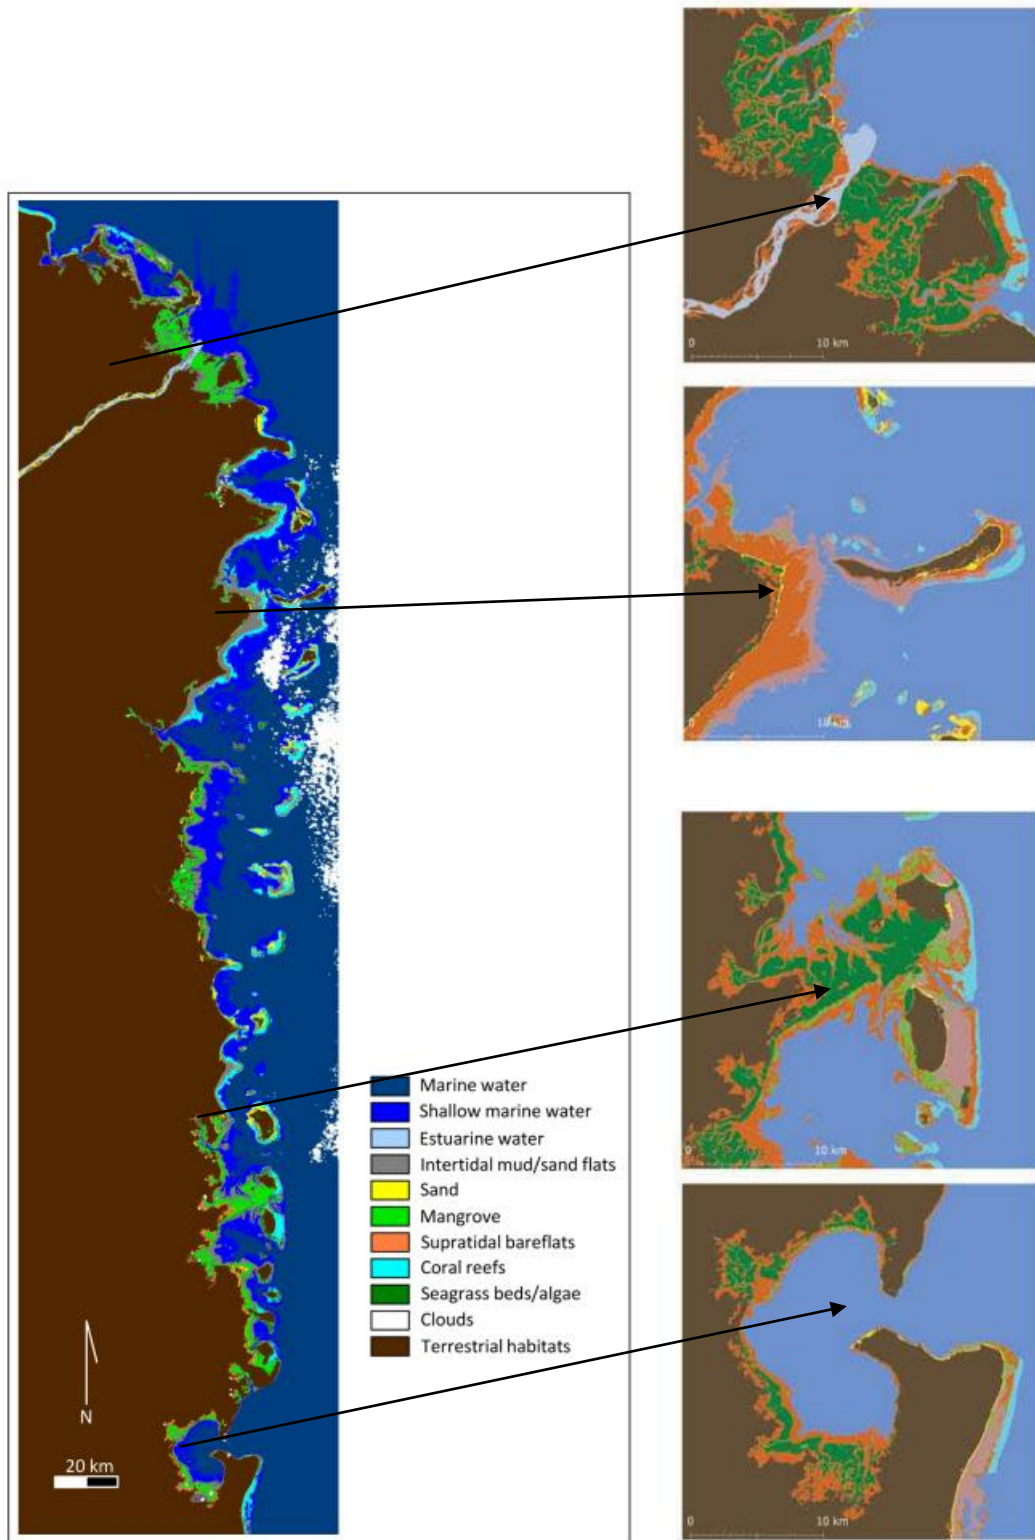 0 10 km
0 10 km
Marine water
Shallow marine water
Estuarine water
Intertidal mud/sand flats
Sand
Mangrove
Supratidal bareflats
Coral reefs
Seagrass beds/algae
Clouds
Terrestrial habitats
N
20 km
0 10 km
0 10 km